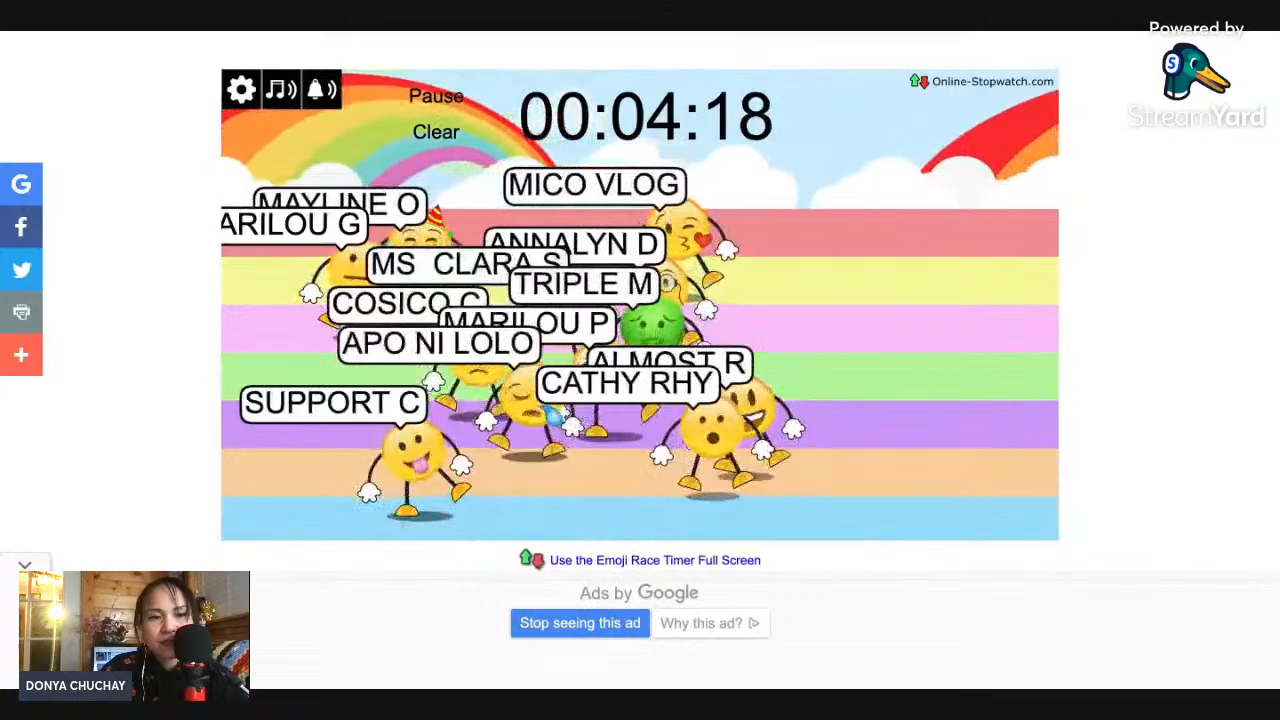 Powered by
StreamYard
Online-Stopwatch.com
Pause
Clear
00:04:18
MICO VLOG
MAYLINE O
ARILOU G
ANNALYN D
MS CLARA S
TRIPLE M
COSICO C
MARILOU P
APO NI LOLO
ALMOST R
CATHY RHY
SUPPORT C
Use the Emoji Race Timer Full Screen
Ads by Google
Stop seeing this ad
Why this ad?
DONYA CHUCHAY